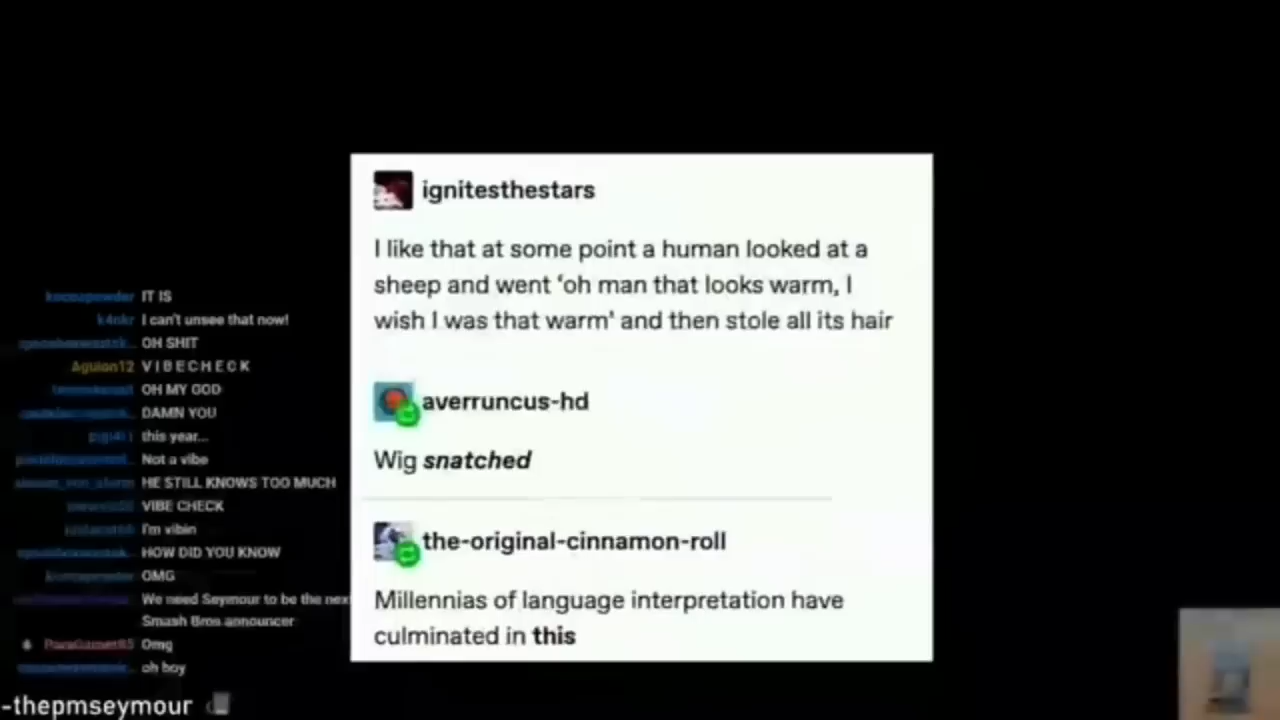 ignitesthestars
I like that at some point a human looked at a
sheep and went ‘oh man that looks warm, I
wish I was that warm’ and then stole all its hair
averruncus-hd
Wig snatched
the-original-cinnamon-roll
Millennias of language interpretation have
culminated in this
IT IS
k4nkr I can't unsee that now!
OH SHIT
Aguion12 V I B E C H E C K
OH MY GOD
DAMN YOU
this year...
Not a vibe
HE STILL KNOWS TOO MUCH
VIBE CHECK
I'm vibin
HOW DID YOU KNOW
OMG
We need Seymour to be the next
Smash Bros announcer
Omg
oh boy
-thepmseymour